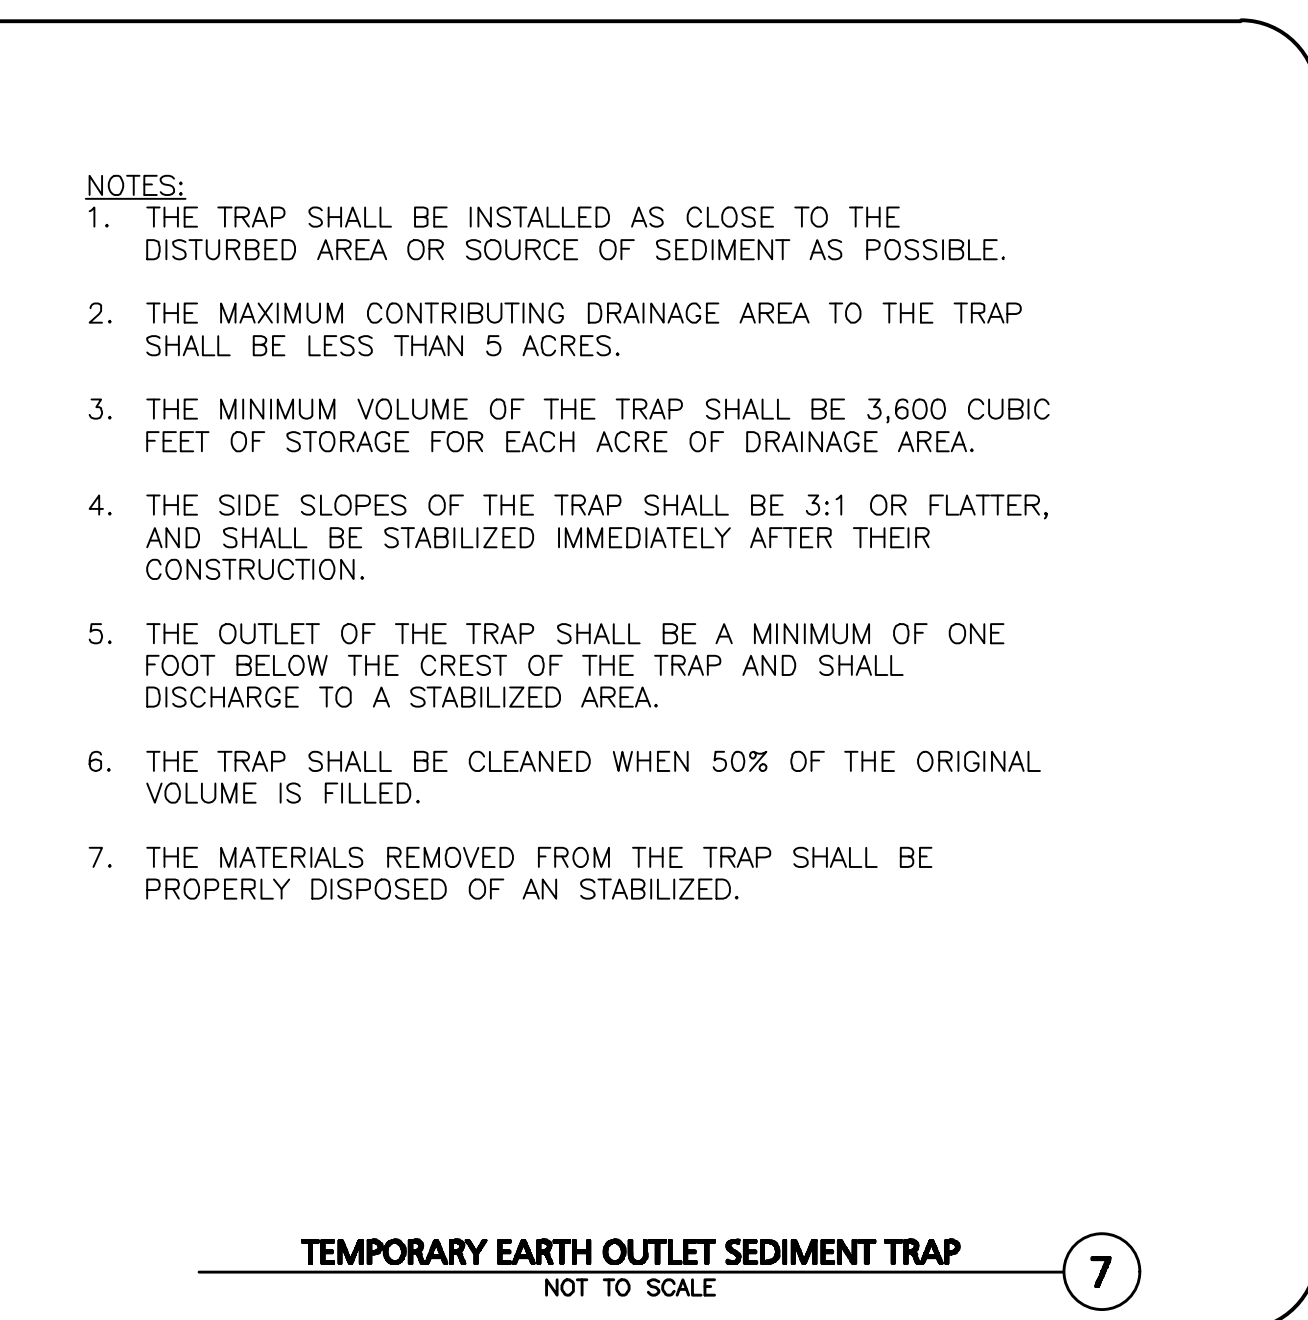 NOTES:
1. THE TRAP SHALL BE INSTALLED AS CLOSE TO THE
DISTURBED AREA OR SOURCE OF SEDIMENT AS POSSIBLE.
2. THE MAXIMUM CONTRIBUTING DRAINAGE AREA TO THE TRAP
SHALL BE LESS THAN 5 ACRES.
3. THE MINIMUM VOLUME OF THE TRAP SHALL BE 3,600 CUBIC
FEET OF STORAGE FOR EACH ACRE OF DRAINAGE AREA.
4. THE SIDE SLOPES OF THE TRAP SHALL BE 3:1 OR FLATTER,
AND SHALL BE STABILIZED IMMEDIATELY AFTER THEIR
CONSTRUCTION.
5. THE OUTLET OF THE TRAP SHALL BE A MINIMUM OF ONE
FOOT BELOW THE CREST OF THE TRAP AND SHALL
DISCHARGE TO A STABILIZED AREA.
6. THE TRAP SHALL BE CLEANED WHEN 50% OF THE ORIGINAL
VOLUME IS FILLED.
7. THE MATERIALS REMOVED FROM THE TRAP SHALL BE
PROPERLY DISPOSED OF AN STABILIZED.
TEMPORARY EARTH OUTLET SEDIMENT TRAP
NOT TO SCALE
7